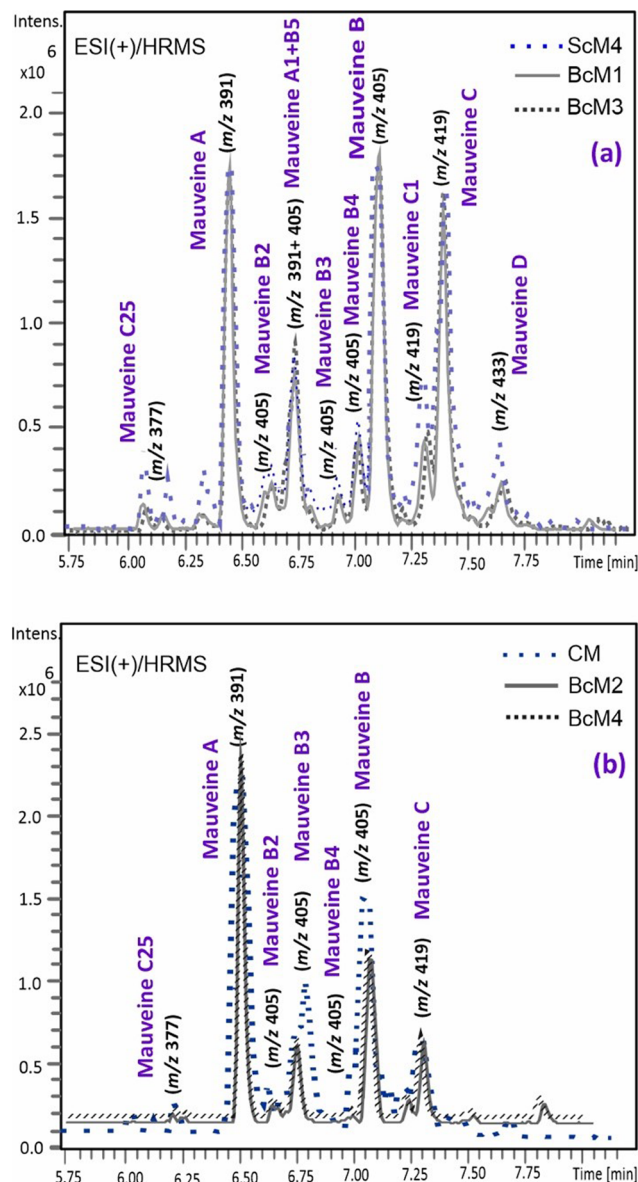 Intens.
6
x10
ESI(+)/HRMS
ScM4
BcM1
BcM3
(a)
Mauveine C25
(m/z 377)
Mauveine A
(m/z 391)
Mauveine B2
(m/z 405)
Mauveine A1+B5
(m/z 391+ 405)
Mauveine B3
(m/z 405)
Mauveine B4
(m/z 405)
Mauveine B
(m/z 405)
Mauveine C1
(m/z 419)
Mauveine C
(m/z 419)
Mauveine D
(m/z 433)
2.0
1.5
1.0
0.5
0.0
5.75 6.00 6.25 6.50 6.75 7.00 7.25 7.50 7.75 Time [min]
Intens.
6
x10
ESI(+)/HRMS
CM
BcM2
BcM4
(b)
Mauveine C25
(m/z 377)
Mauveine A
(m/z 391)
Mauveine B2
(m/z 405)
Mauveine B3
(m/z 405)
Mauveine B4
(m/z 405)
Mauveine B
(m/z 405)
Mauveine C
(m/z 419)
2.5
2.0
1.5
1.0
0.5
0.0
5.75 6.00 6.25 6.50 6.75 7.00 7.25 7.50 7.75 Time [min]